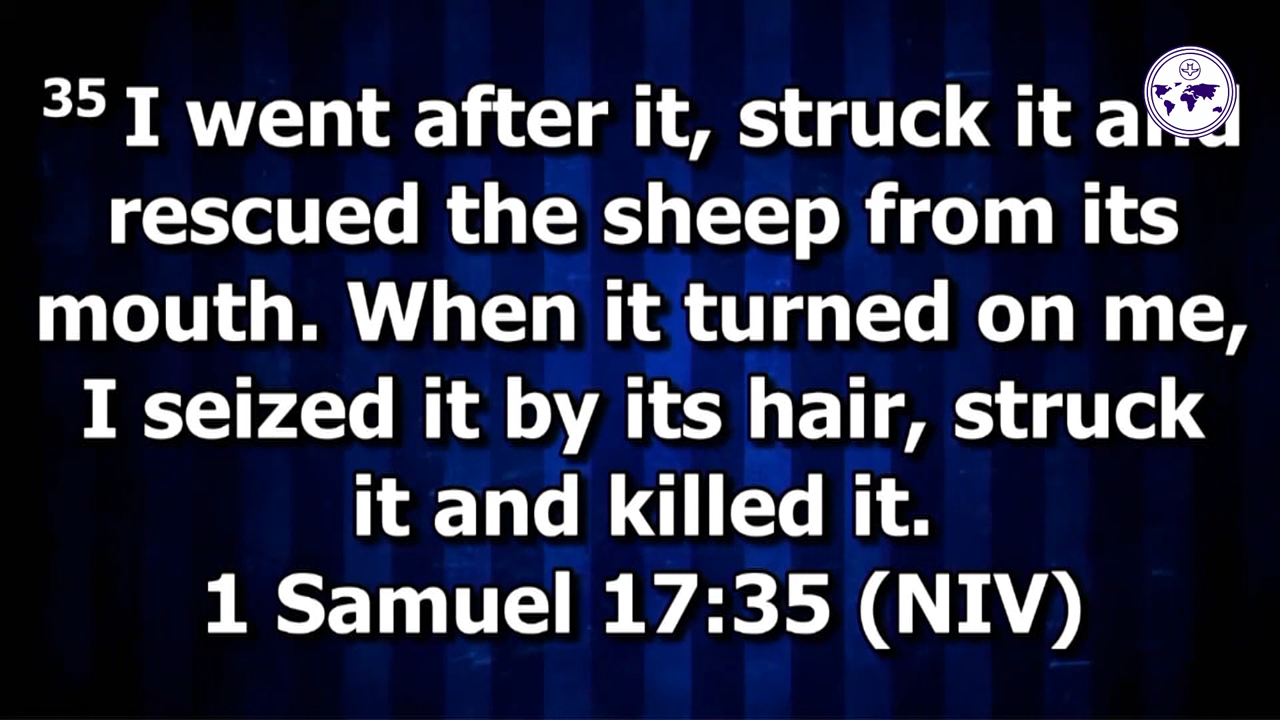 35 I went after it, struck it and
rescued the sheep from its
mouth. When it turned on me,
I seized it by its hair, struck
it and killed it.
1 Samuel 17:35 (NIV)